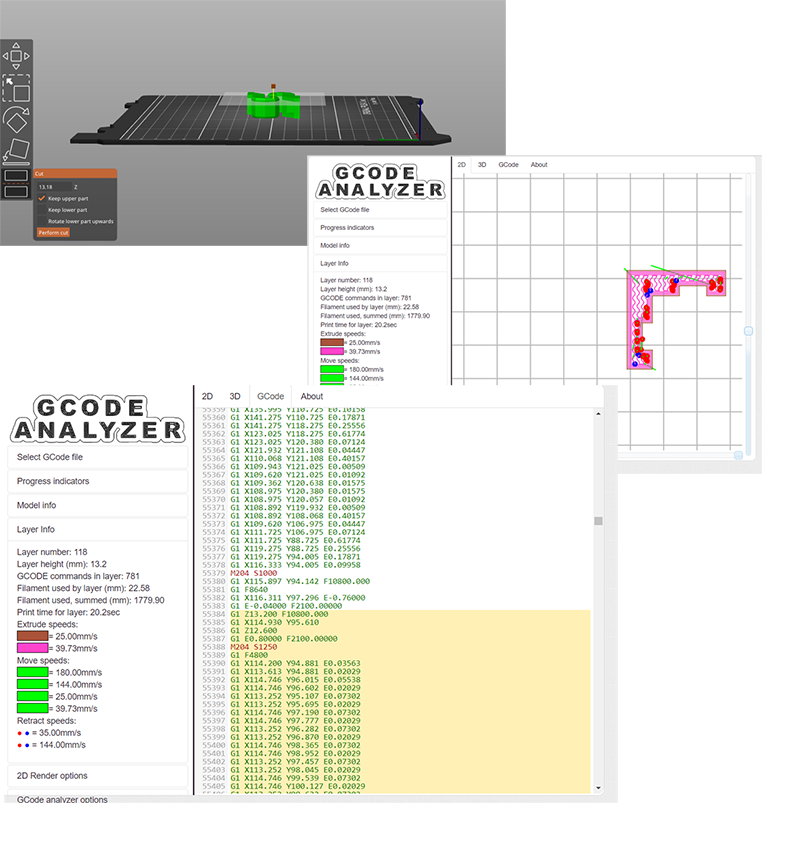 Cut
13.18 Z
Keep upper part
Keep lower part
Rotate lower part upwards
Perform cut
GCODE
ANALYZER
Select GCode file
Progress indicators
Model info
Layer Info
Layer number: 118
Layer height (mm): 13.2
GCODE commands in layer: 781
Filament used by layer (mm): 22.58
Filament used, summed (mm): 1779.90
Print time for layer: 20.2sec
Extrude speeds:
= 25.00mm/s
= 39.73mm/s
Move speeds:
= 180.00mm/s
= 144.00mm/s
2D 3D GCode About
GCODE
ANALYZER
Select GCode file
Progress indicators
Model info
Layer Info
Layer number: 118
Layer height (mm): 13.2
GCODE commands in layer: 781
Filament used by layer (mm): 22.58
Filament used, summed (mm): 1779.90
Print time for layer: 20.2sec
Extrude speeds:
= 25.00mm/s
= 39.73mm/s
Move speeds:
= 180.00mm/s
= 144.00mm/s
= 25.00mm/s
= 39.73mm/s
Retract speeds:
= 35.00mm/s
= 144.00mm/s
2D Render options
GCode analyzer options
2D 3D GCode About
55359 G1 X135.995 Y110.725 E0.10158
55360 G1 X141.275 Y110.725 E0.17871
55361 G1 X141.275 Y118.275 E0.25556
55362 G1 X123.025 Y118.275 E0.61774
55363 G1 X123.025 Y120.380 E0.07124
55364 G1 X121.932 Y121.108 E0.04447
55365 G1 X110.068 Y121.108 E0.40157
55366 G1 X109.943 Y121.025 E0.00509
55367 G1 X109.620 Y121.025 E0.01092
55368 G1 X109.362 Y120.638 E0.01575
55369 G1 X108.975 Y120.380 E0.01575
55370 G1 X108.975 Y120.057 E0.01092
55371 G1 X108.892 Y119.932 E0.00509
55372 G1 X108.892 Y108.068 E0.40157
55373 G1 X109.620 Y106.975 E0.04447
55374 G1 X111.725 Y106.975 E0.07124
55375 G1 X111.725 Y88.725 E0.61774
55376 G1 X119.275 Y88.725 E0.25556
55377 G1 X119.275 Y94.005 E0.17871
55378 G1 X116.333 Y94.005 E0.09958
55379 M204 S1000
55380 G1 X115.897 Y94.142 F10800.000
55381 G1 F8640
55382 G1 X116.311 Y97.296 E-0.76000
55383 G1 E-0.04000 F2100.00000
55384 G1 Z13.200 F10800.000
55385 G1 X114.930 Y95.610
55386 G1 Z12.600
55387 G1 E0.80000 F2100.00000
55388 M204 S1250
55389 G1 F4800
55390 G1 X114.200 Y94.881 E0.03563
55391 G1 X113.613 Y94.881 E0.02029
55392 G1 X114.746 Y96.015 E0.05538
55393 G1 X114.746 Y96.602 E0.02029
55394 G1 X113.252 Y95.107 E0.07302
55395 G1 X113.252 Y95.695 E0.02029
55396 G1 X114.746 Y97.190 E0.07302
55397 G1 X114.746 Y97.777 E0.02029
55398 G1 X113.252 Y96.282 E0.07302
55399 G1 X113.252 Y96.870 E0.02029
55400 G1 X114.746 Y98.365 E0.07302
55401 G1 X114.746 Y98.952 E0.02029
55402 G1 X113.252 Y97.457 E0.07302
55403 G1 X113.252 Y98.045 E0.02029
55404 G1 X114.746 Y99.539 E0.07302
55405 G1 X114.746 Y100.127 E0.02029